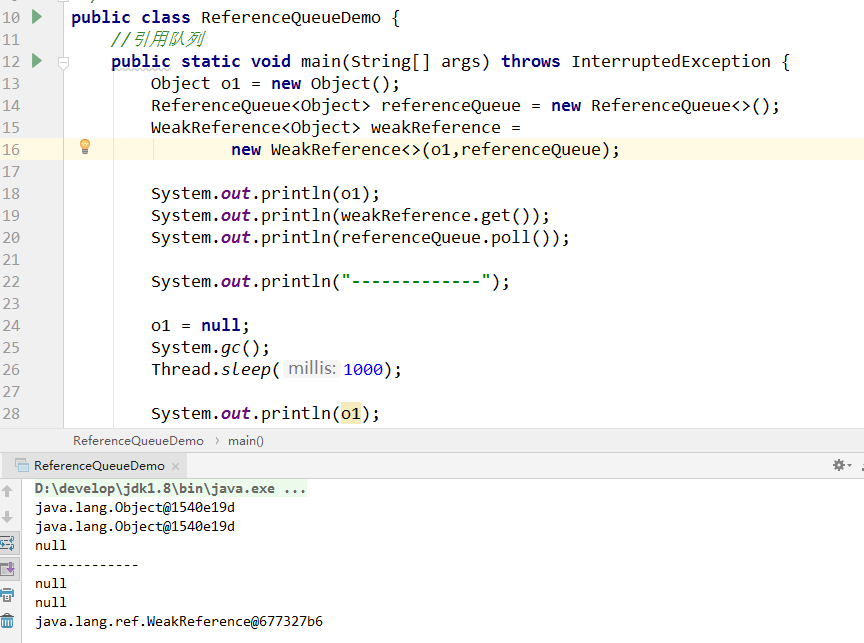 10 public class ReferenceQueueDemo {
11 //引用队列
12 public static void main(String[] args) throws InterruptedException {
13 Object o1 = new Object();
14 ReferenceQueue<Object> referenceQueue = new ReferenceQueue<>();
15 WeakReference<Object> weakReference =
16 new WeakReference<>(o1,referenceQueue);
17
18 System.out.println(o1);
19 System.out.println(weakReference.get());
20 System.out.println(referenceQueue.poll());
21
22 System.out.println("-------------");
23
24 o1 = null;
25 System.gc();
26 Thread.sleep( millis: 1000);
27
28 System.out.println(o1);
ReferenceQueueDemo › main()
ReferenceQueueDemo ×
D:\develop\jdk1.8\bin\java.exe ...
java.lang.Object@1540e19d
java.lang.Object@1540e19d
null
-------------
null
null
java.lang.ref.WeakReference@677327b6